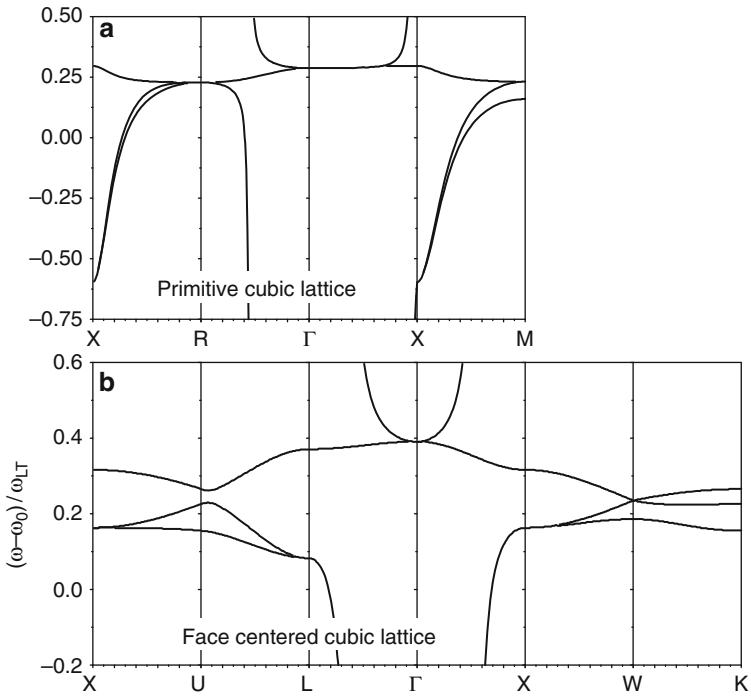 a
0.50
0.25
0.00
−0.25
−0.50
−0.75
Primitive cubic lattice
X R Γ X M
b
0.6
0.4
0.2
0.0
−0.2
(ω−ω0)/ωLT
Face centered cubic lattice
X U L Γ X W K